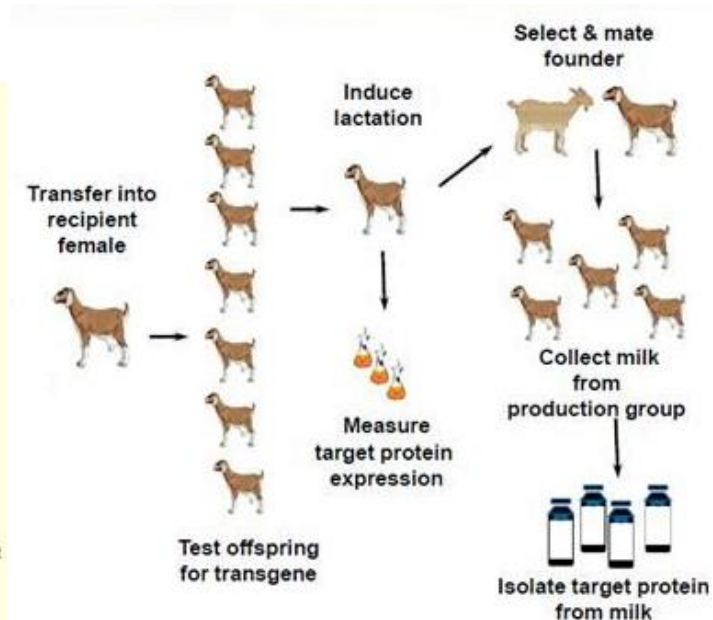 Transfer into
recipient
female
Test offspring
for transgene
Induce
lactation
Measure
target protein
expression
Select & mate
founder
Collect milk
from
production group
Isolate target protein
from milk